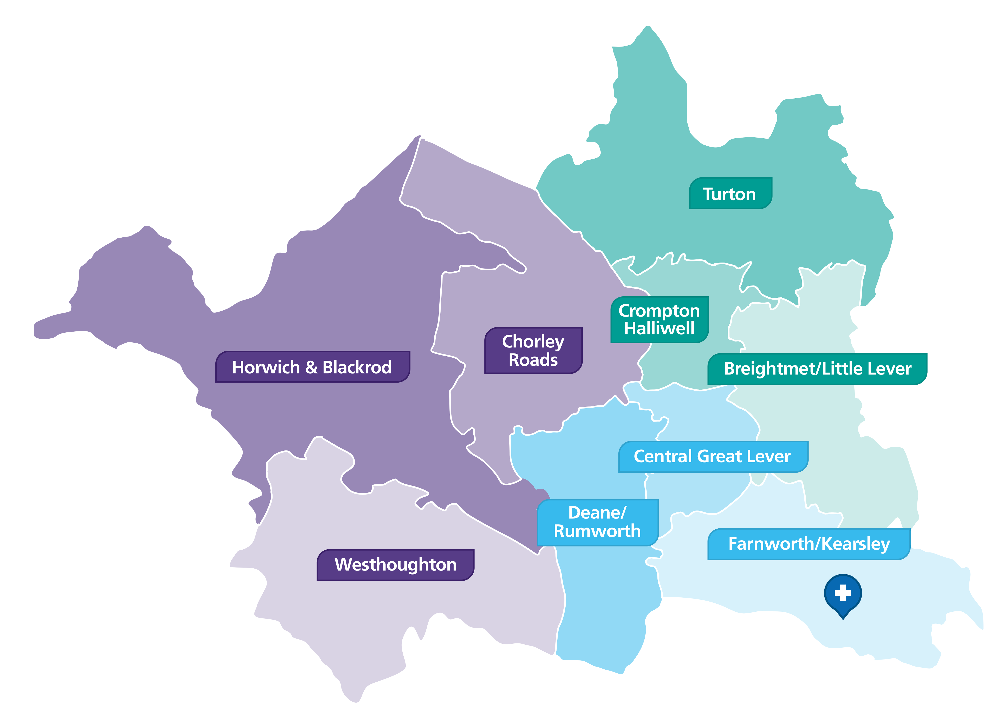 Turton
Crompton
Halliwell
Chorley
Roads
Horwich & Blackrod
Breightmet/Little Lever
Central Great Lever
Deane/
Rumworth
Farnworth/Kearsley
Westhoughton